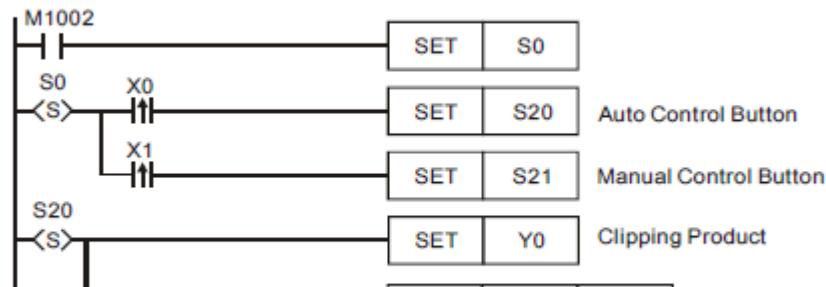 M1002
SET S0
S0 X0
S SET S20 Auto Control Button
X1
SET S21 Manual Control Button
S20
S SET Y0 Clipping Product